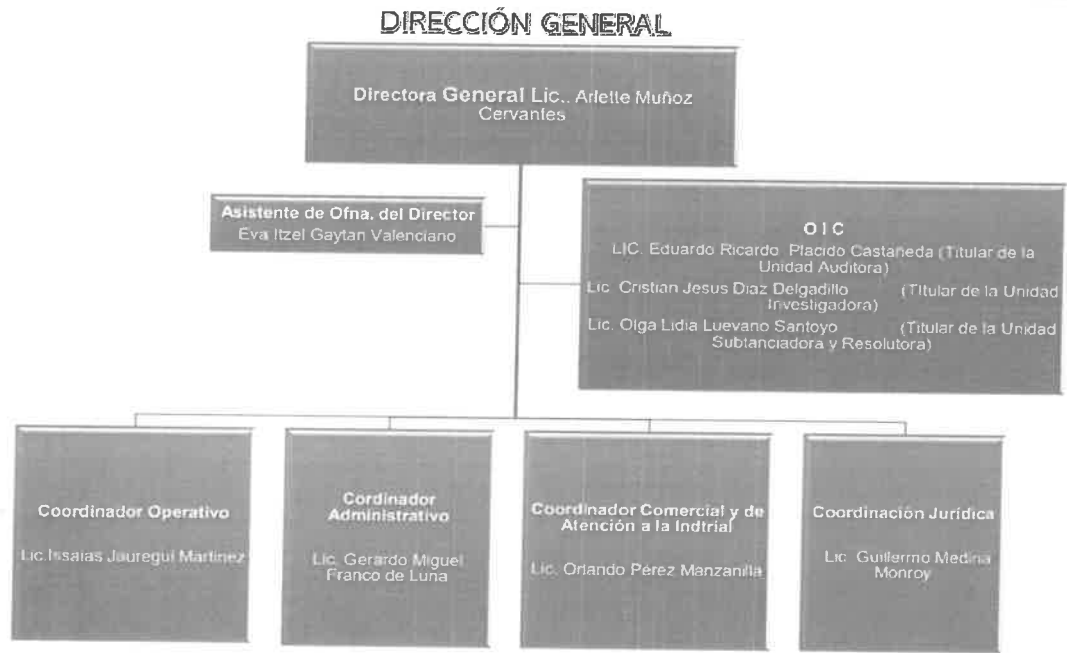 DIRECCIÓN GENERAL
Directora General Lic.. Arlette Muñoz
Cervantes
Asistente de Ofna. del Director
Eva Itzel Gaytan Valenciano
O I C
LIC. Eduardo Ricardo Placido Castañeda (Titular de la
Unidad Auditora)
Lic. Cristian Jesus Diaz Delgadillo (Titular de la Unidad
Investigadora)
Lic. Olga Lidia Luevano Santoyo (Titular de la Unidad
Subtanciadora y Resolutora)
Coordinador Operativo
Lic.Issaias Jauregui Martinez
Cordinador
Administrativo
Lic. Gerardo Miguel
Franco de Luna
Coordinador Comercial y de
Atención a la Indtrial
Lic. Orlando Pérez Manzanilla
Coordinación Jurídica
Lic. Guillermo Medina
Monroy